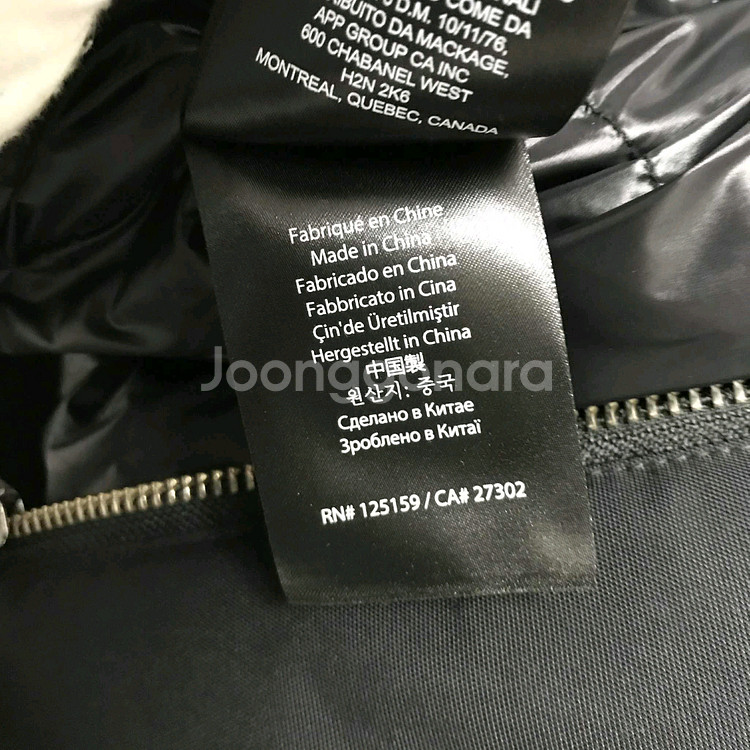 COME DA
D.M. 10/11/76,
RIBUITO DA MACKAGE,
APP GROUP CA INC
600 CHABANEL WEST
H2N 2K6
MONTREAL, QUEBEC, CANADA
Fabriqué en Chine
Made in China
Fabricado en China
Fabbricato in Cina
Çin'de Üretilmiştir
Hergestellt in China
中国製
Joonggonara
원산지: 중국
Сделано в Китае
Зроблено в Китаї
RN# 125159 / CA# 27302